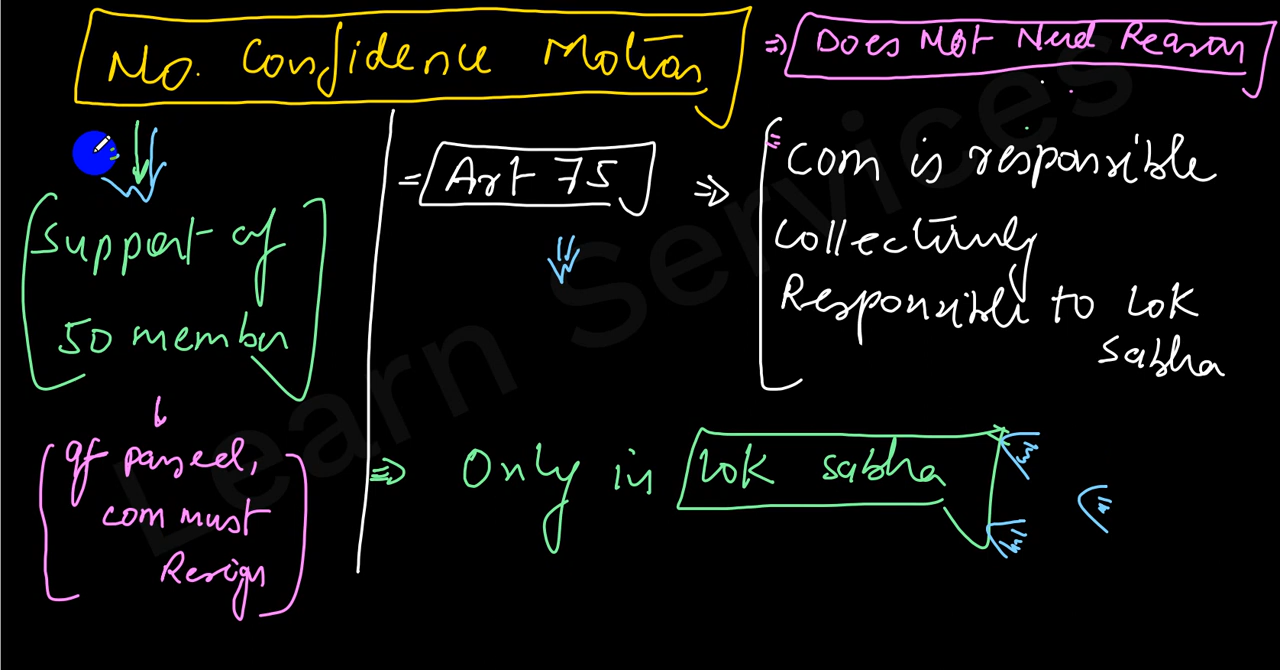 No. Confidence Motion
⇒ Does Not Need Reason
Support of
50 member
If passed,
com must
Resign
= Art 75 ⇒
com is responsible
Collectively
Responsible to Lok
Sabha
⇒ Only in Lok Sabha
Learn Services